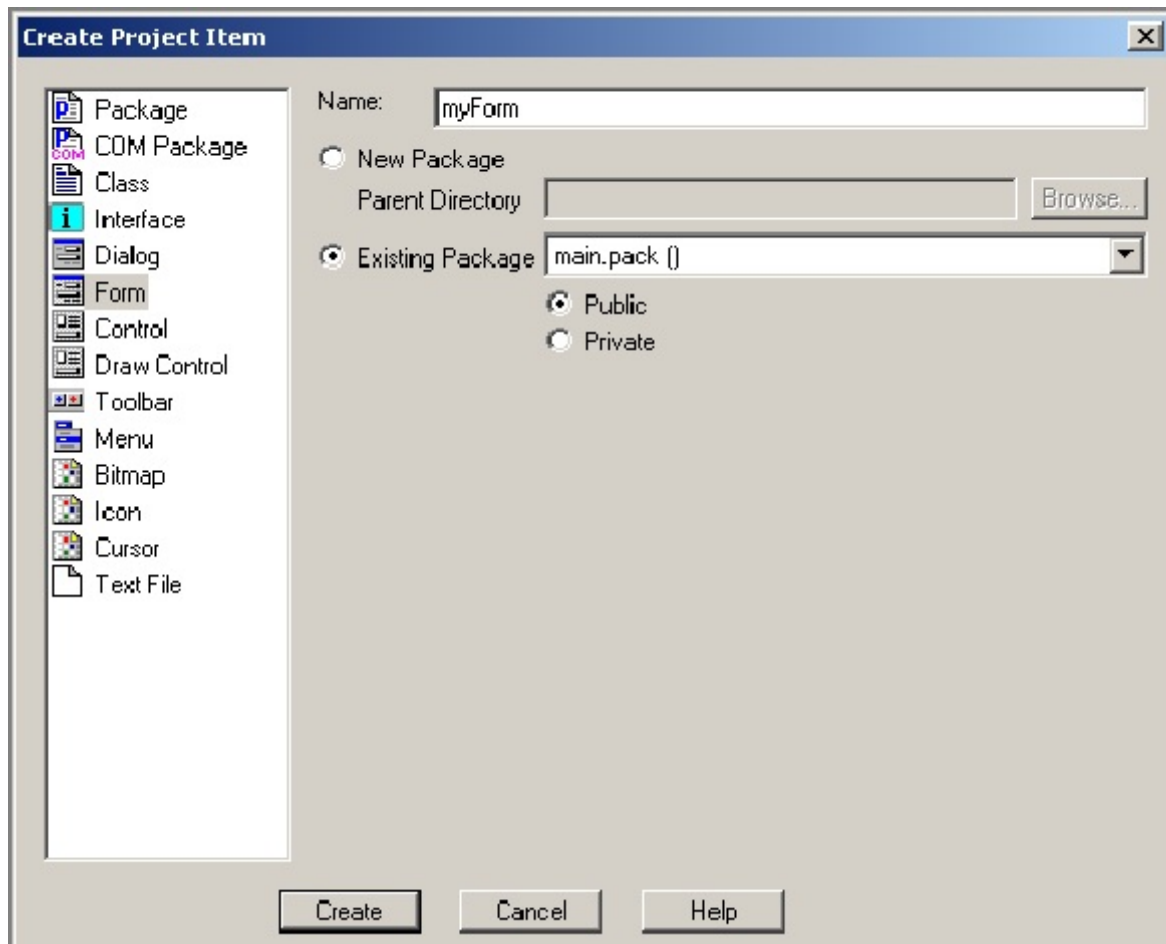 Create Project Item
Package
COM Package
Class
Interface
Dialog
Form
Control
Draw Control
Toolbar
Menu
Bitmap
Icon
Cursor
Text File
Name: myForm
New Package
Parent Directory Browse...
Existing Package main.pack ()
Public
Private
Create Cancel Help